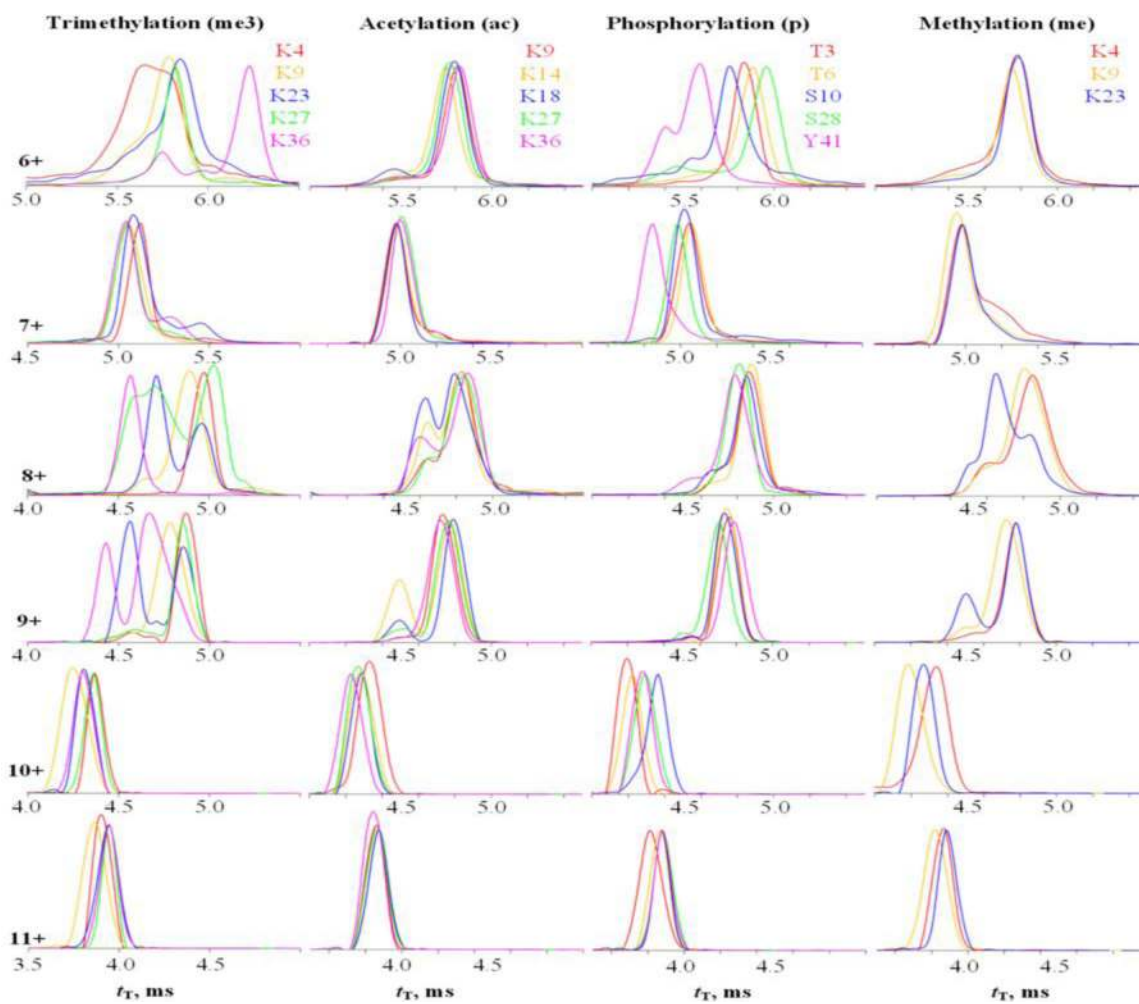 Trimethylation (me3) Acetylation (ac) Phosphorylation (p) Methylation (me)
K4 K9 T3 K4
K9 K14 T6 K9
K23 K18 S10 K23
K27 K27 S28
K36 K36 Y41
6+
5.0 5.5 6.0 5.5 6.0 5.5 6.0 5.5 6.0
7+
4.5 5.0 5.5 5.0 5.5 5.0 5.5 5.0 5.5
8+
4.0 4.5 5.0 4.5 5.0 4.5 5.0 4.5 5.0
9+
4.0 4.5 5.0 4.5 5.0 4.5 5.0 4.5 5.0
10+
4.0 4.5 5.0 4.5 5.0 4.5 5.0 4.5 5.0
11+
3.5 4.0 4.5 4.0 4.5 4.0 4.5 4.0 4.5
tT, ms tT, ms tT, ms tT, ms